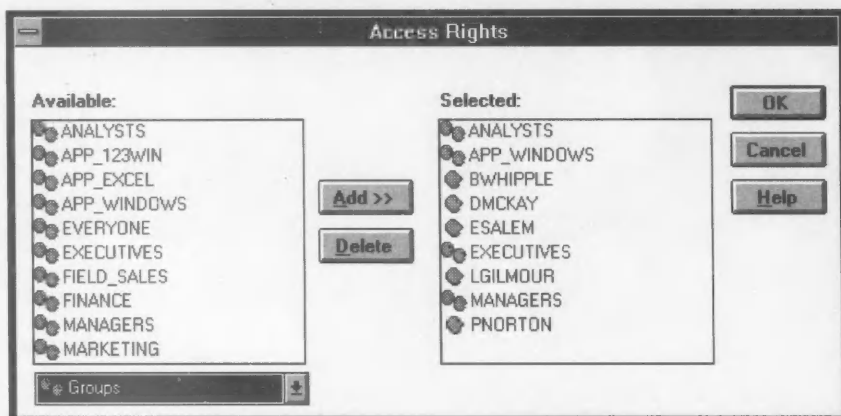 Access Rights
Available:
ANALYSTS
APP_123WIN
APP_EXCEL
APP_WINDOWS
EVERYONE
EXECUTIVES
FIELD_SALES
FINANCE
MANAGERS
MARKETING
Groups
Add >>
Delete
Selected:
ANALYSTS
APP_WINDOWS
BWHIPPLE
DMCKAY
ESALEM
EXECUTIVES
LGILMOUR
MANAGERS
PNORTON
OK
Cancel
Help